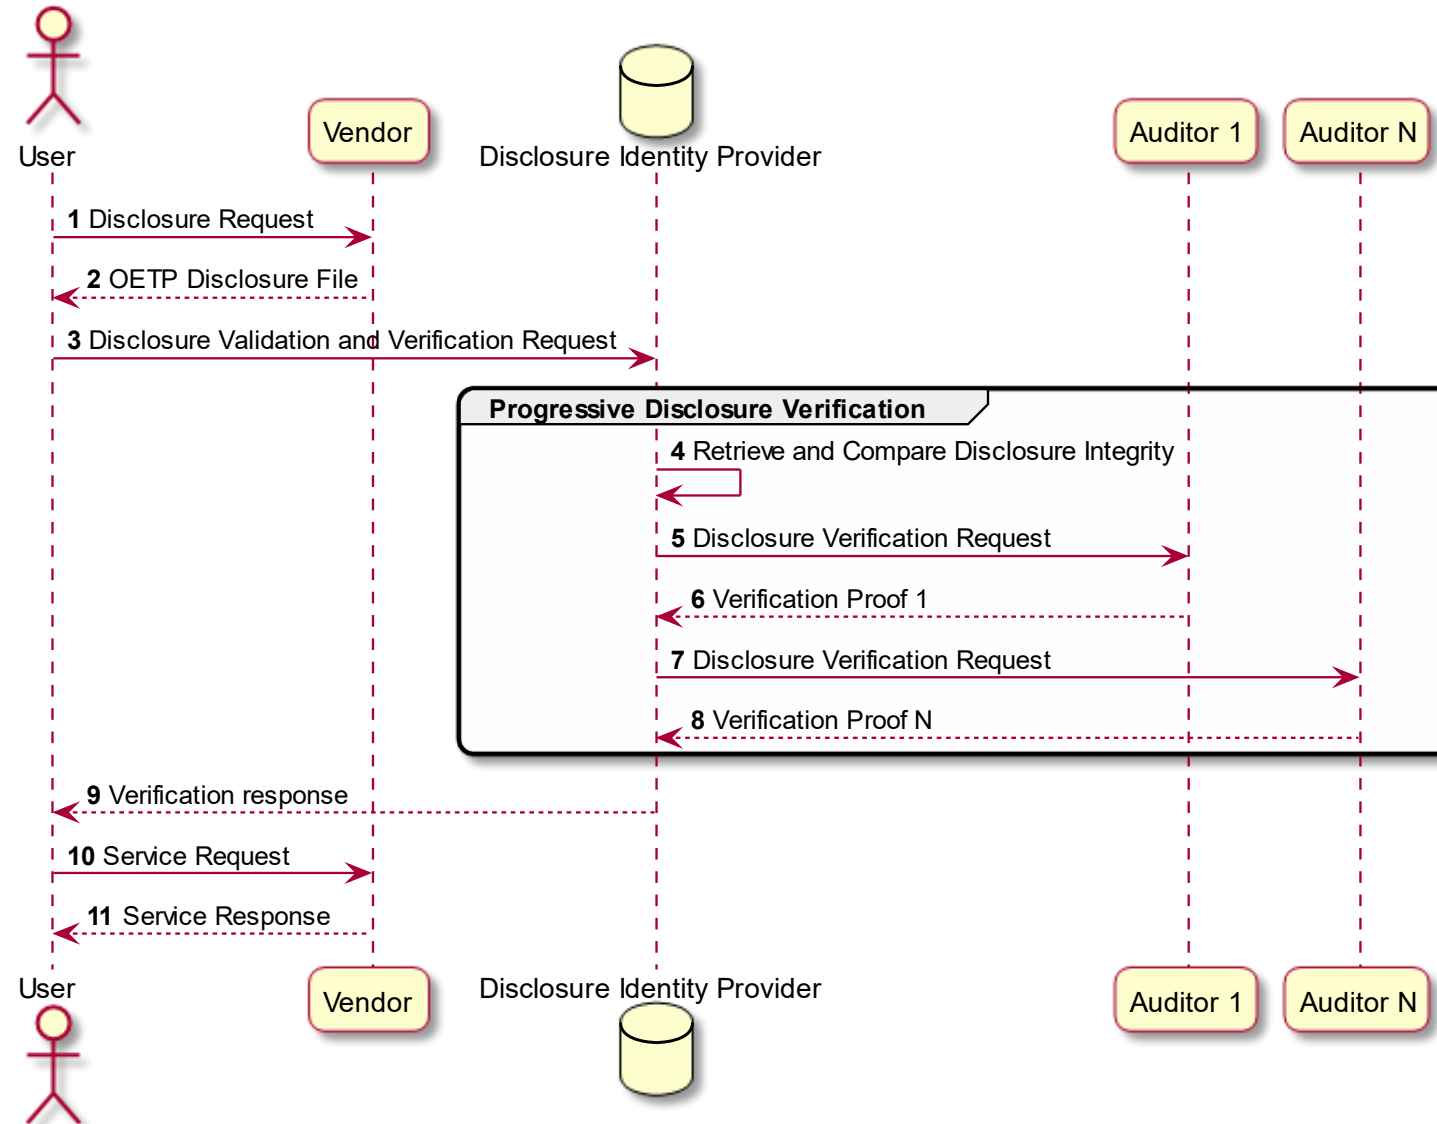 User
Vendor
Disclosure Identity Provider
Auditor 1
Auditor N
1 Disclosure Request
2 OETP Disclosure File
3 Disclosure Validation and Verification Request
Progressive Disclosure Verification
4 Retrieve and Compare Disclosure Integrity
5 Disclosure Verification Request
6 Verification Proof 1
7 Disclosure Verification Request
8 Verification Proof N
9 Verification response
10 Service Request
11 Service Response
User
Vendor
Disclosure Identity Provider
Auditor 1
Auditor N